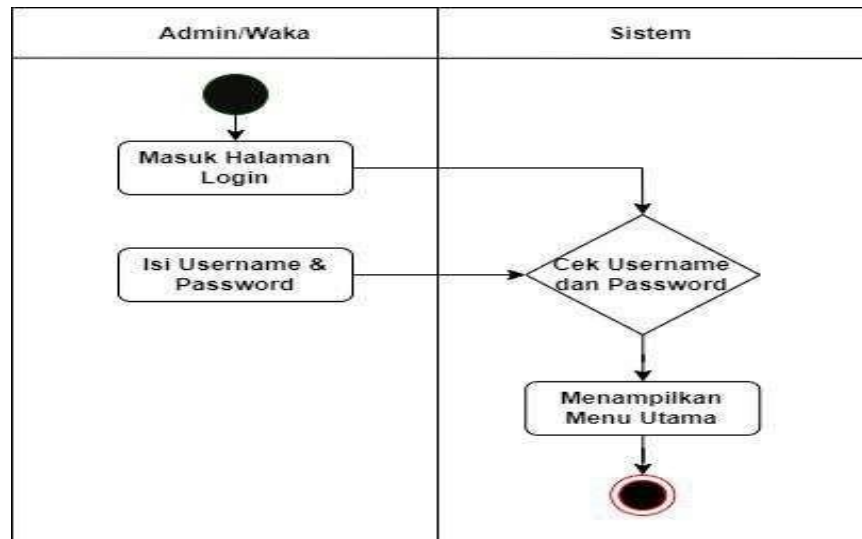 Admin/Waka
Sistem
Masuk Halaman
Login
Isi Username &
Password
Cek Username
dan Password
Menampilkan
Menu Utama